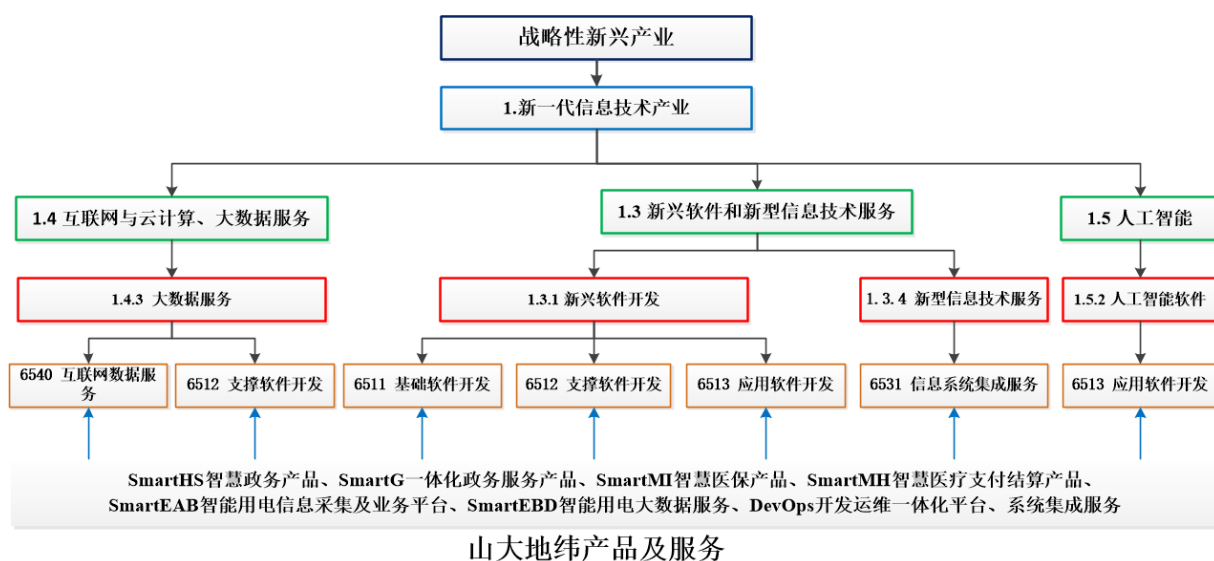 战略性新兴产业
1.新一代信息技术产业
1.4 互联网与云计算、大数据服务
1.3 新兴软件和新型信息技术服务
1.5 人工智能
1.4.3 大数据服务
1.3.1 新兴软件开发
1.3.4 新型信息技术服务
1.5.2 人工智能软件
6540 互联网数据服
务
6512 支撑软件开发
6511 基础软件开发
6512 支撑软件开发
6513 应用软件开发
6531 信息系统集成服务
6513 应用软件开发
SmartHS智慧政务产品、SmartG一体化政务服务产品、SmartMI智慧医保产品、SmartMH智慧医疗支付结算产品、
SmartEAB智能用电信息采集及业务平台、SmartEBD智能用电大数据服务、DevOps开发运维一体化平台、系统集成服务
山大地纬产品及服务